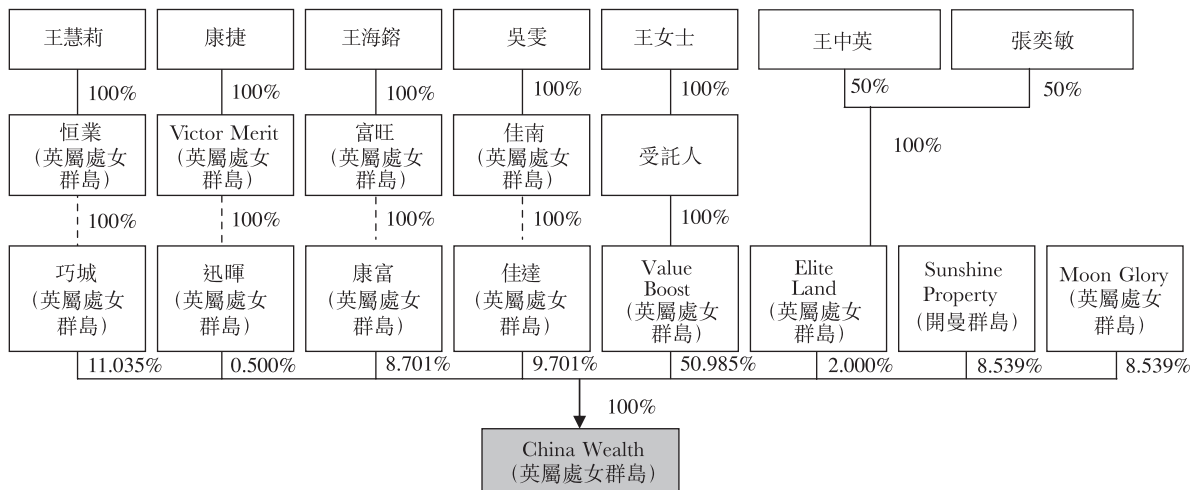 王慧莉
康捷
王海鎔
吳雯
王女士
王中英
張奕敏
100%
100%
100%
100%
100%
50%
50%
恒業
(英屬處女
群島)
Victor Merit
(英屬處女
群島)
富旺
(英屬處女
群島)
佳南
(英屬處女
群島)
受託人
100%
100%
100%
100%
100%
100%
巧城
(英屬處女
群島)
迅暉
(英屬處女
群島)
康富
(英屬處女
群島)
佳達
(英屬處女
群島)
Value
Boost
(英屬處女
群島)
Elite
Land
(英屬處女
群島)
Sunshine
Property
(開曼群島)
Moon Glory
(英屬處女
群島)
11.035%
0.500%
8.701%
9.701%
50.985%
2.000%
8.539%
8.539%
100%
China Wealth
(英屬處女群島)